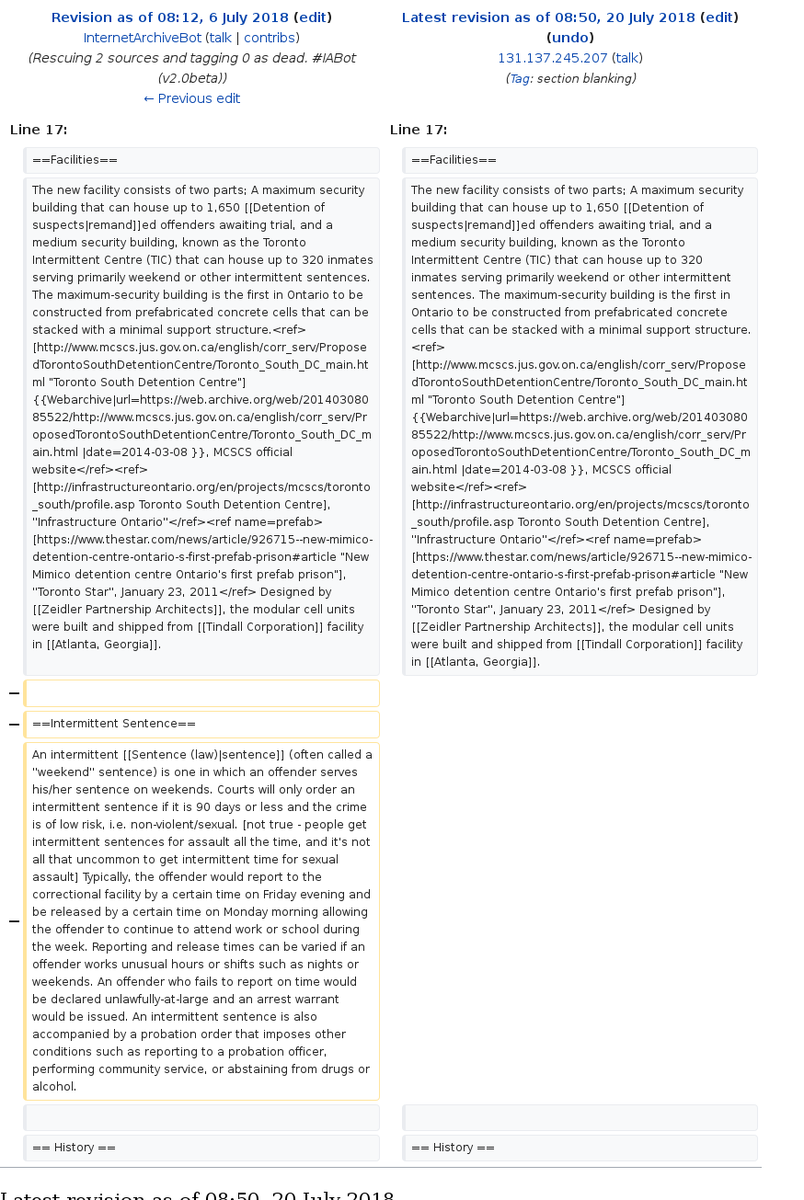 Revision as of 08:12, 6 July 2018 (edit)
InternetArchiveBot (talk | contribs)
(Rescuing 2 sources and tagging 0 as dead. #IABot
(v2.0beta))
← Previous edit
Latest revision as of 08:50, 20 July 2018 (edit)
(undo)
131.137.245.207 (talk)
(Tag: section blanking)
Line 17:
Line 17:
==Facilities==
==Facilities==
The new facility consists of two parts; A maximum security
building that can house up to 1,650 [[Detention of
suspects|remand]]ed offenders awaiting trial, and a
medium security building, known as the Toronto
Intermittent Centre (TIC) that can house up to 320 inmates
serving primarily weekend or other intermittent sentences.
The maximum-security building is the first in Ontario to be
constructed from prefabricated concrete cells that can be
stacked with a minimal support structure.<ref>
[http://www.mcscs.jus.gov.on.ca/english/corr_serv/Propose
dTorontoSouthDetentionCentre/Toronto_South_DC_main.ht
ml "Toronto South Detention Centre"]
{{Webarchive|url=https://web.archive.org/web/201403080
85522/http://www.mcscs.jus.gov.on.ca/english/corr_serv/Pr
oposedTorontoSouthDetentionCentre/Toronto_South_DC_m
ain.html |date=2014-03-08 }}, MCSCS official
website</ref><ref>
[http://infrastructureontario.org/en/projects/mcscs/toronto
_south/profile.asp Toronto South Detention Centre],
''Infrastructure Ontario''</ref><ref name=prefab>
[https://www.thestar.com/news/article/926715--new-mimico-
detention-centre-ontario-s-first-prefab-prison#article "New
Mimico detention centre Ontario's first prefab prison"],
''Toronto Star'', January 23, 2011</ref> Designed by
[[Zeidler Partnership Architects]], the modular cell units
were built and shipped from [[Tindall Corporation]] facility
in [[Atlanta, Georgia]].
The new facility consists of two parts; A maximum security
building that can house up to 1,650 [[Detention of
suspects|remand]]ed offenders awaiting trial, and a
medium security building, known as the Toronto
Intermittent Centre (TIC) that can house up to 320
inmates serving primarily weekend or other intermittent
sentences. The maximum-security building is the first in
Ontario to be constructed from prefabricated concrete
cells that can be stacked with a minimal support structure.
<ref>
[http://www.mcscs.jus.gov.on.ca/english/corr_serv/Propose
dTorontoSouthDetentionCentre/Toronto_South_DC_main.ht
ml "Toronto South Detention Centre"]
{{Webarchive|url=https://web.archive.org/web/201403080
85522/http://www.mcscs.jus.gov.on.ca/english/corr_serv/Pr
oposedTorontoSouthDetentionCentre/Toronto_South_DC_m
ain.html |date=2014-03-08 }}, MCSCS official
website</ref><ref>
[http://infrastructureontario.org/en/projects/mcscs/toronto
_south/profile.asp Toronto South Detention Centre],
''Infrastructure Ontario''</ref><ref name=prefab>
[https://www.thestar.com/news/article/926715--new-mimico-
detention-centre-ontario-s-first-prefab-prison#article "New
Mimico detention centre Ontario's first prefab prison"],
''Toronto Star'', January 23, 2011</ref> Designed by
[[Zeidler Partnership Architects]], the modular cell units
were built and shipped from [[Tindall Corporation]] facility
in [[Atlanta, Georgia]].
−
− ==Intermittent Sentence==
− An intermittent [[Sentence (law)|sentence]] (often called a
''weekend'' sentence) is one in which an offender serves
his/her sentence on weekends. Courts will only order an
intermittent sentence if it is 90 days or less and the crime
is of low risk, i.e. non-violent/sexual. [not true - people get
intermittent sentences for assault all the time, and it's not
all that uncommon to get intermittent time for sexual
assault] Typically, the offender would report to the
correctional facility by a certain time on Friday evening and
be released by a certain time on Monday morning allowing
the offender to continue to attend work or school during
the week. Reporting and release times can be varied if an
offender works unusual hours or shifts such as nights or
weekends. An offender who fails to report on time would
be declared unlawfully-at-large and an arrest warrant
would be issued. An intermittent sentence is also
accompanied by a probation order that imposes other
conditions such as reporting to a probation officer,
performing community service, or abstaining from drugs or
alcohol.
== History ==
== History ==
Latest revision as of 08:50, 20 July 2018